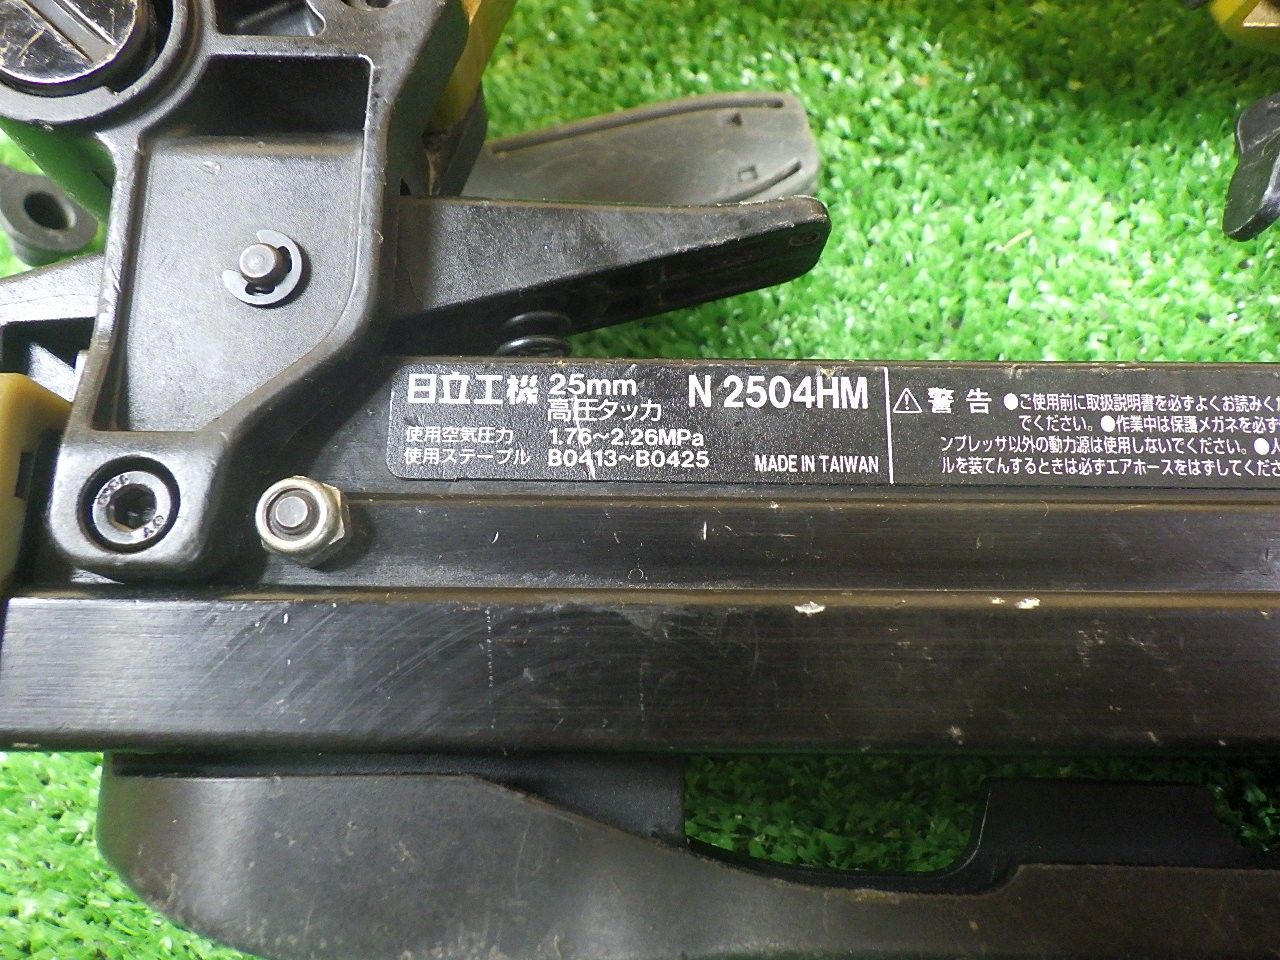 日立工機 25mm N 2504HM
高圧タッカ
使用空気圧力 1.76～2.26MPa
使用ステープル B0413～B0425
MADE IN TAIWAN
⚠ 警告 ●ご使用前に取扱説明書を必ずよくお読みく
でください。●作業中は保護メガネを必ず
ンプレッサ以外の動力源は使用しないでください。●
ルを装てんするときは必ずエアホースをはずしてくださ